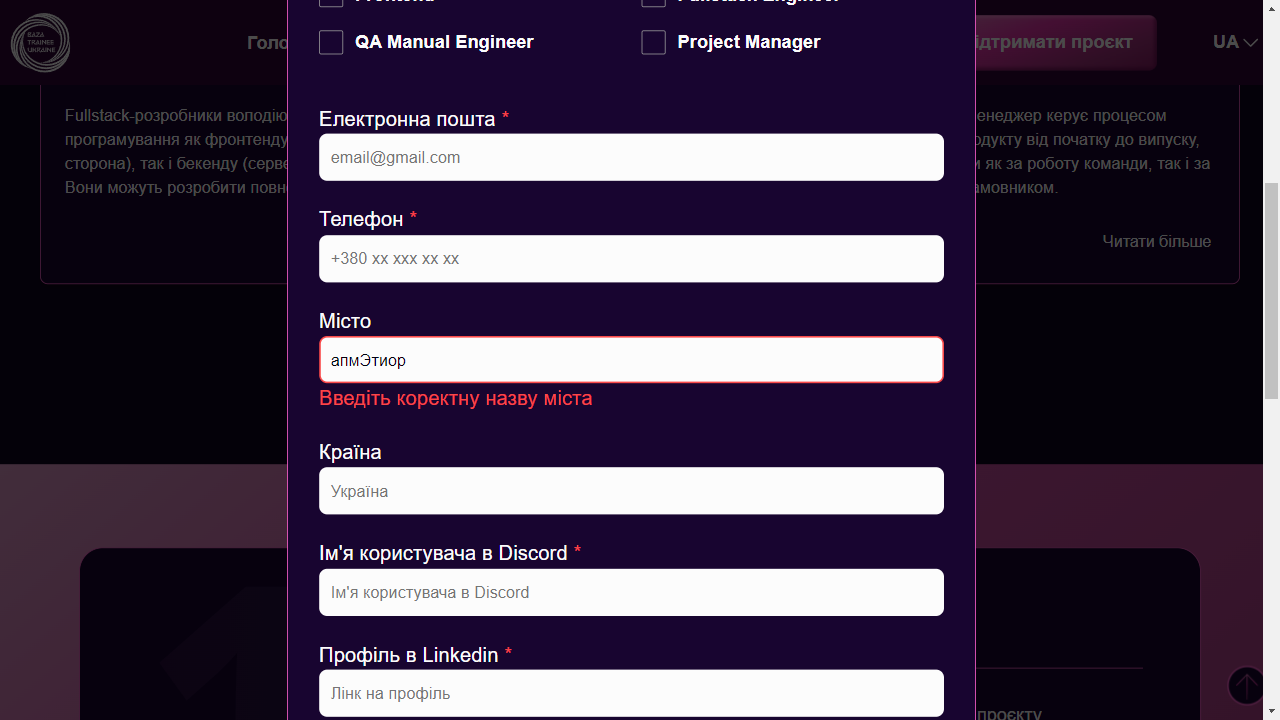 BAZA
TRAINEE
UKRAINE
Голо
ідтримати проєкт
UA
QA Manual Engineer
Project Manager
Fullstack-розробники володію
програмування як фронтенду
сторона), так і бекенду (серве
Вони можуть розробити повн
енеджер керує процесом
одукту від початку до випуску,
и як за роботу команди, так і за
амовником.
Читати більше
Електронна пошта *
email@gmail.com
Телефон *
+380 xx xxx xx xx
Місто
апмЭтиор
Введіть коректну назву міста
Країна
Україна
Ім'я користувача в Discord *
Ім'я користувача в Discord
Профіль в Linkedin *
Лінк на профіль
1
проєкту